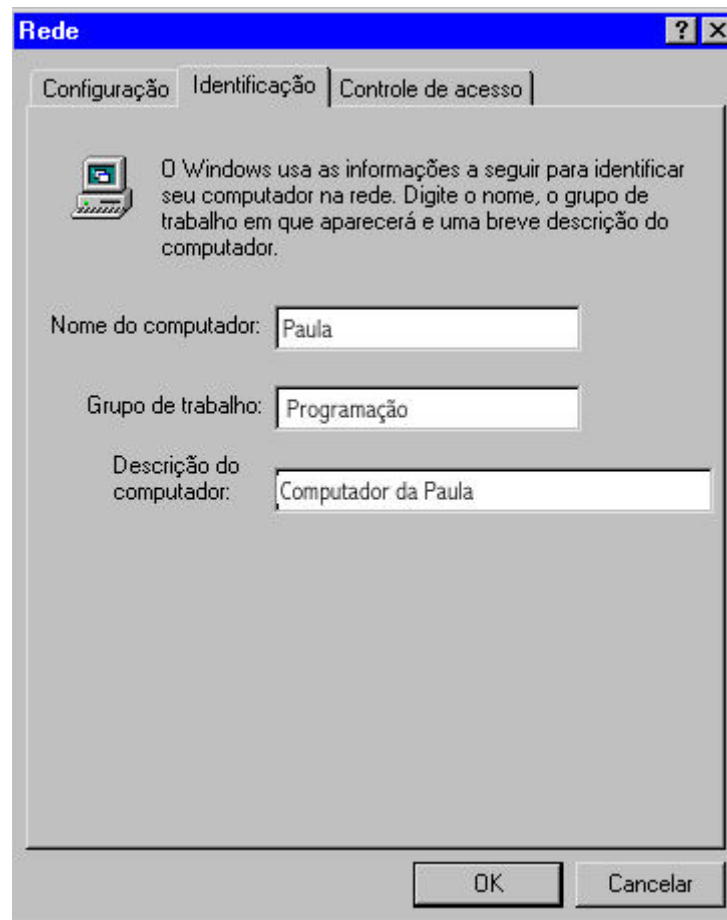 Rede
Configuração Identificação Controle de acesso
O Windows usa as informações a seguir para identificar
seu computador na rede. Digite o nome, o grupo de
trabalho em que aparecerá e uma breve descrição do
computador.
Nome do computador: Paula
Grupo de trabalho: Programação
Descrição do
computador: Computador da Paula
OK Cancelar